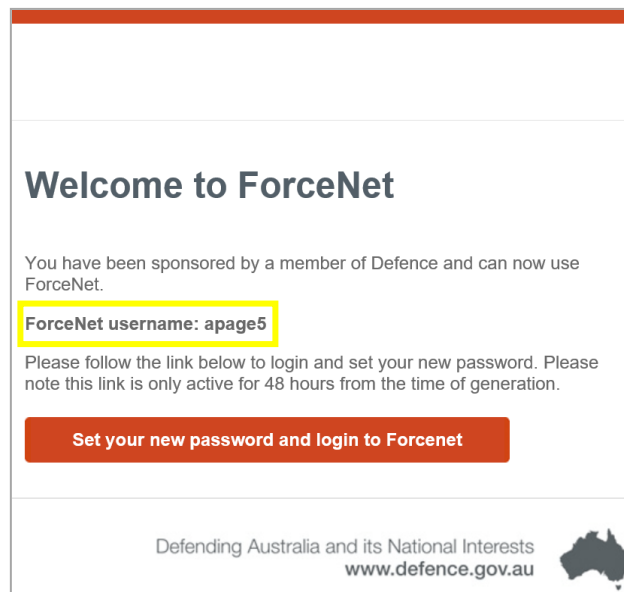 Welcome to ForceNet
You have been sponsored by a member of Defence and can now use
ForceNet.
ForceNet username: apage5
Please follow the link below to login and set your new password. Please
note this link is only active for 48 hours from the time of generation.
Set your new password and login to Forcenet
Defending Australia and its National Interests
www.defence.gov.au